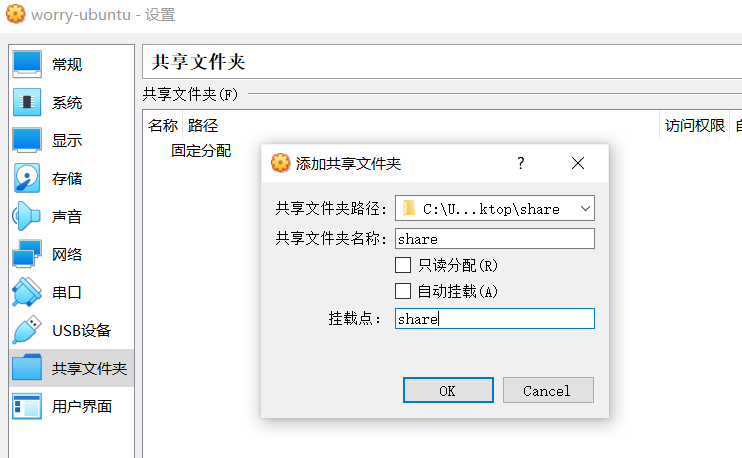 worry-ubuntu - 设置
常规
系统
显示
存储
声音
网络
串口
USB设备
共享文件夹
用户界面
共享文件夹
共享文件夹(F)
名称 路径 访问权限
固定分配
添加共享文件夹 ?
共享文件夹路径: C:\U...ktop\share
共享文件夹名称: share
只读分配(R)
自动挂载(A)
挂载点: share
OK Cancel